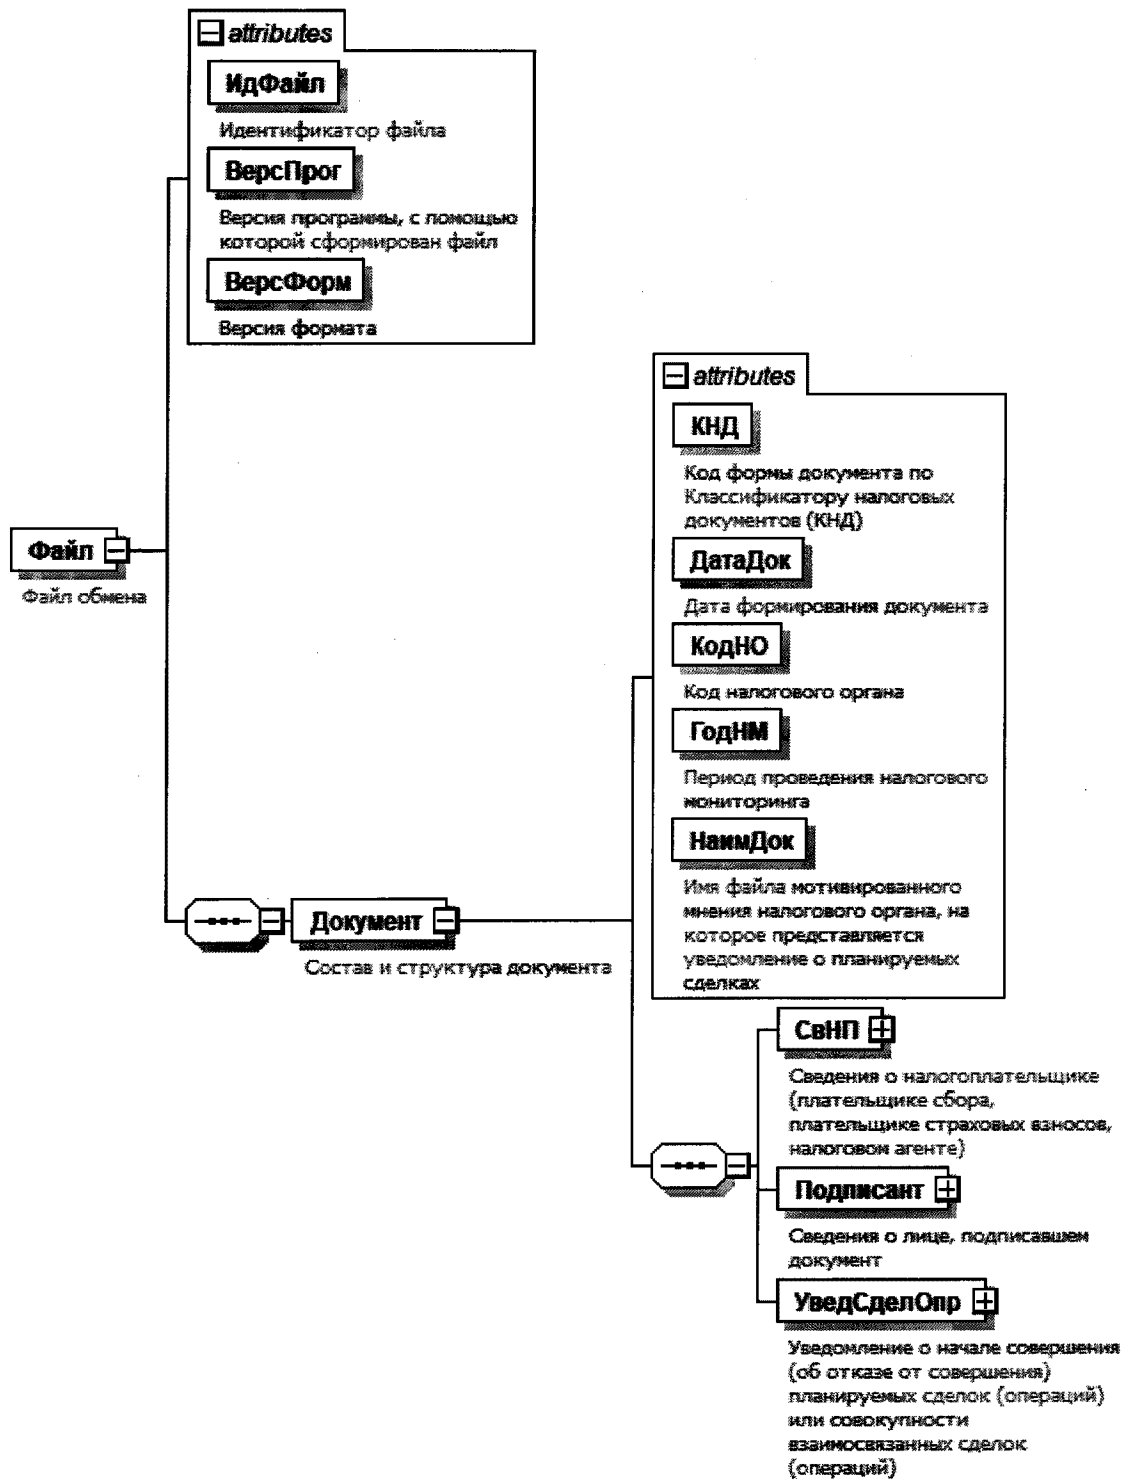 attributes
ИдФайл
Идентификатор файла
ВерсПрог
Версия программы, с помощью
которой сформирован файл
ВерсФорм
Версия формата
Файл
Файл обмена
Документ
Состав и структура документа
attributes
КНД
Код формы документа по
Классификатору налоговых
документов (КНД)
ДатаДок
Дата формирования документа
КодНО
Код налогового органа
ГодНМ
Период проведения налогового
мониторинга
НаимДок
Имя файла мотивированного
мнения налогового органа, на
которое представляется
уведомление о планируемых
сделках
СвНП
Сведения о налогоплательщике
(плательщике сбора,
плательщике страховых взносов,
налоговом агенте)
Подписант
Сведения о лице, подписавшем
документ
УведСделОпр
Уведомление о начале совершения
(об отказе от совершения)
планируемых сделок (операций)
или совокупности
взаимосвязанных сделок
(операций)